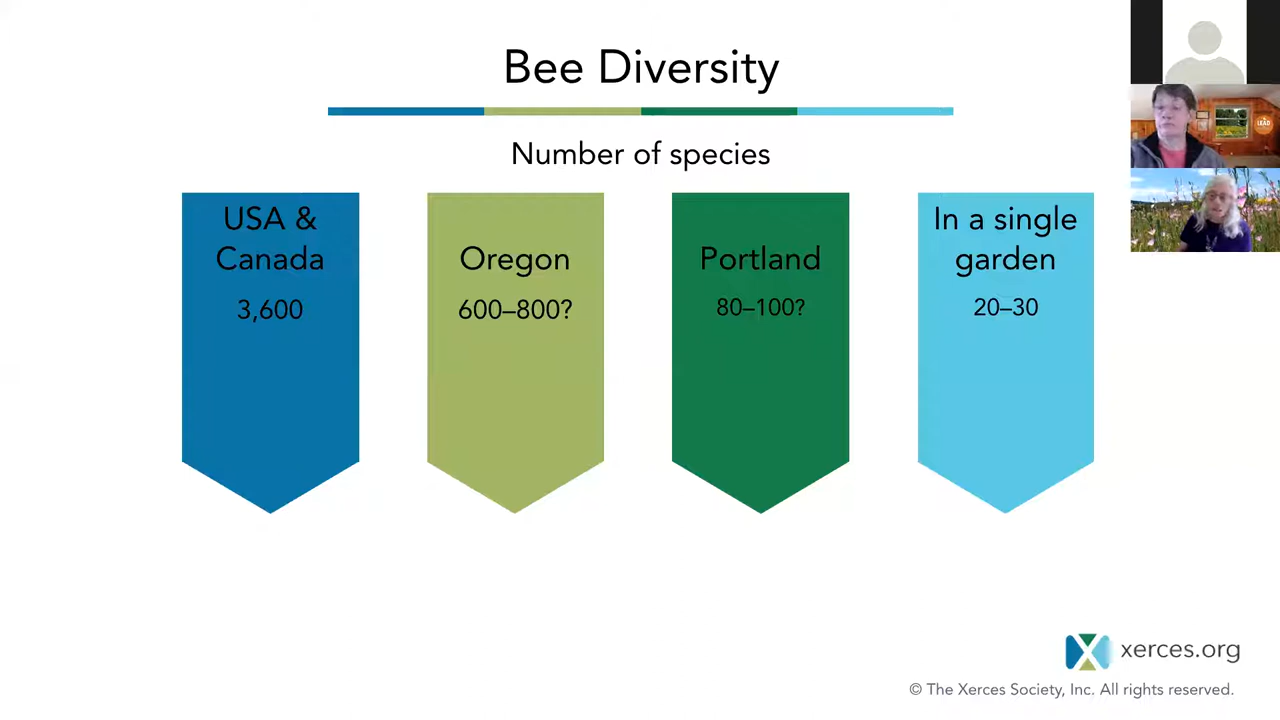 Bee Diversity
Number of species
USA &
Canada
3,600
Oregon
600–800?
Portland
80–100?
In a single
garden
20–30
LEAD
xerces.org
© The Xerces Society, Inc. All rights reserved.